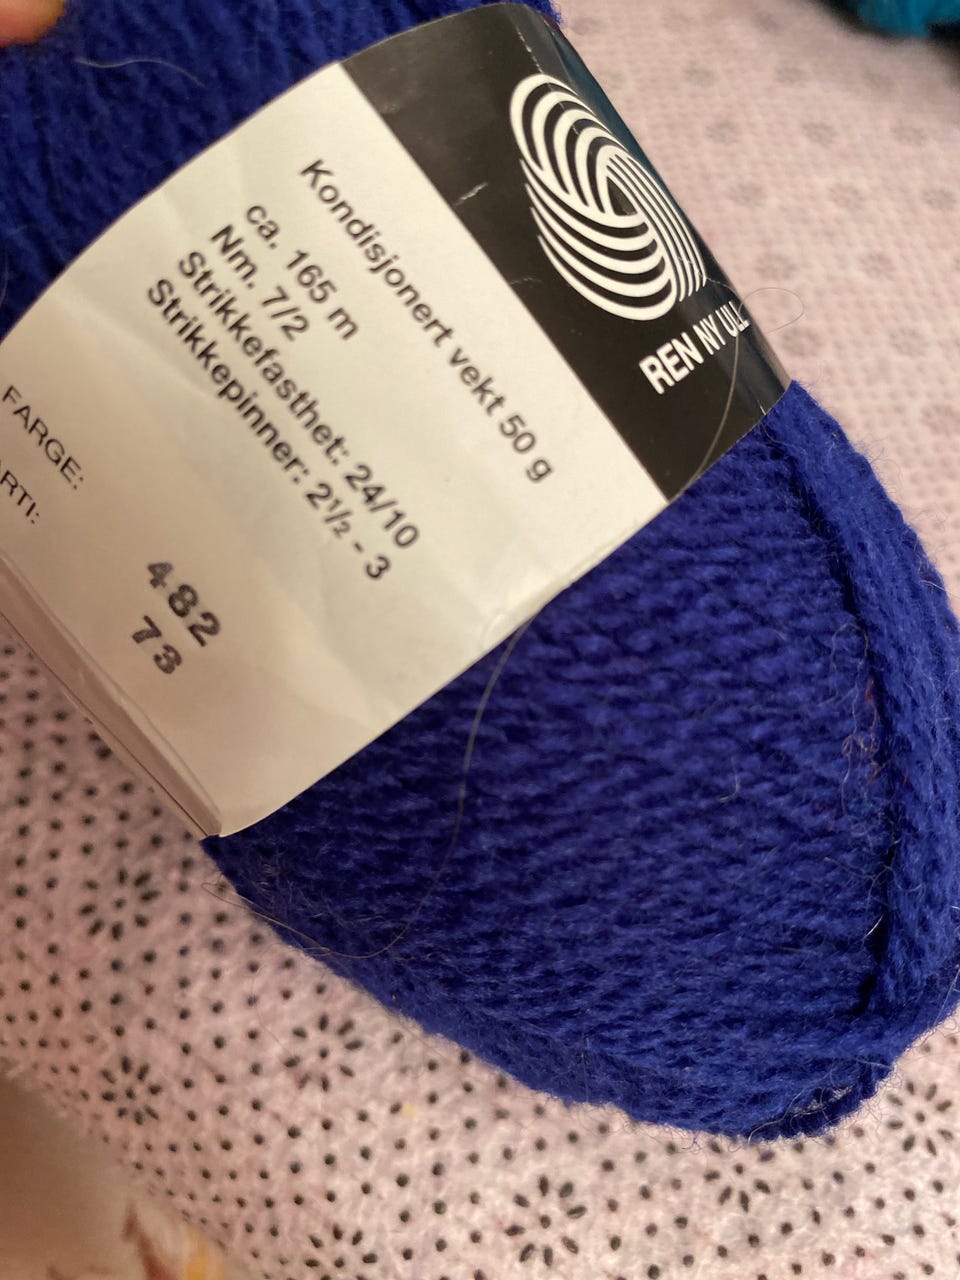 REN NY ULL
Kondisjonert vekt 50 g
ca. 165 m
Nm. 7/2
Strikkefasthet: 24/10
Strikkepinner: 2½ - 3
FARGE:
482
ARTI:
73